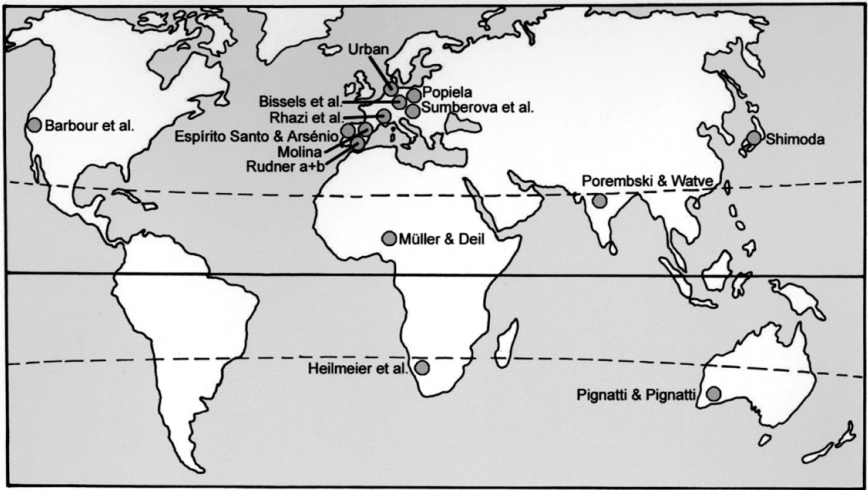 Urban
Popiela
Bissels et al.
Sumberova et al.
Rhazi et al.
Barbour et al.
Espírito Santo & Arsénio
Shimoda
Molina
Rudner a+b
Porembski & Watve
Müller & Deil
Heilmeier et al.
Pignatti & Pignatti